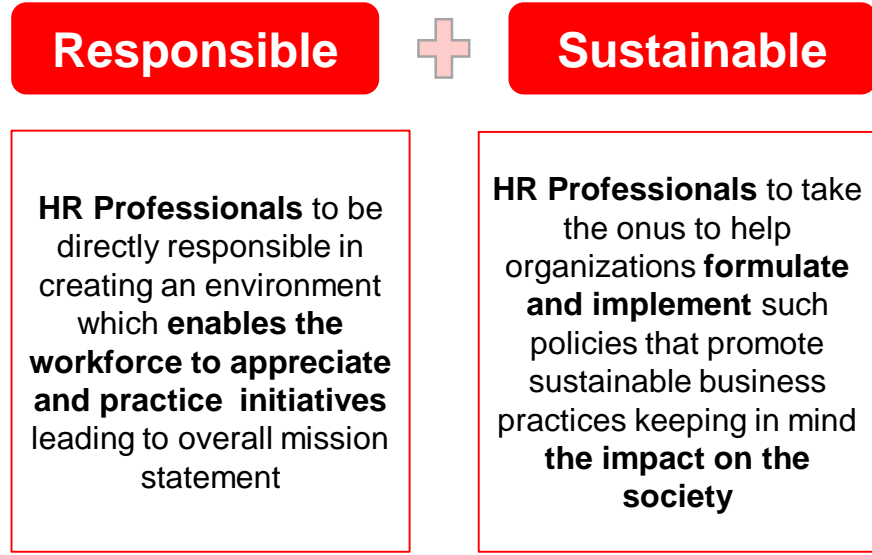 Responsible
Sustainable
HR Professionals to be
directly responsible in
creating an environment
which enables the
workforce to appreciate
and practice initiatives
leading to overall mission
statement
HR Professionals to take
the onus to help
organizations formulate
and implement such
policies that promote
sustainable business
practices keeping in mind
the impact on the
society